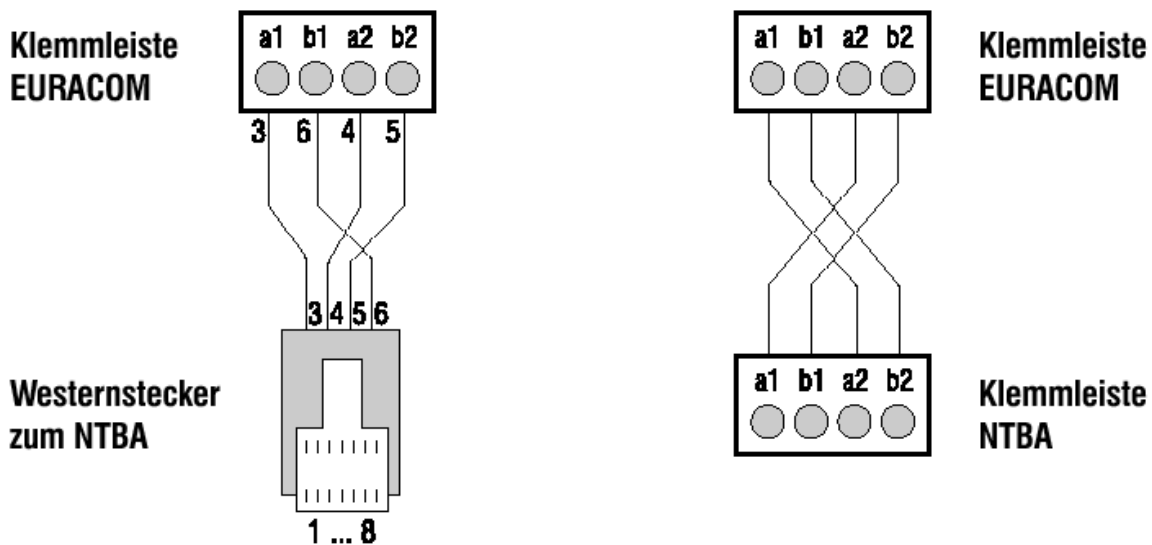 Klemmleiste
EURACOM
a1 b1 a2 b2
3 6 4 5
3 4 5 6
Westernstecker
zum NTBA
1 ... 8
a1 b1 a2 b2
Klemmleiste
EURACOM
a1 b1 a2 b2
Klemmleiste
NTBA